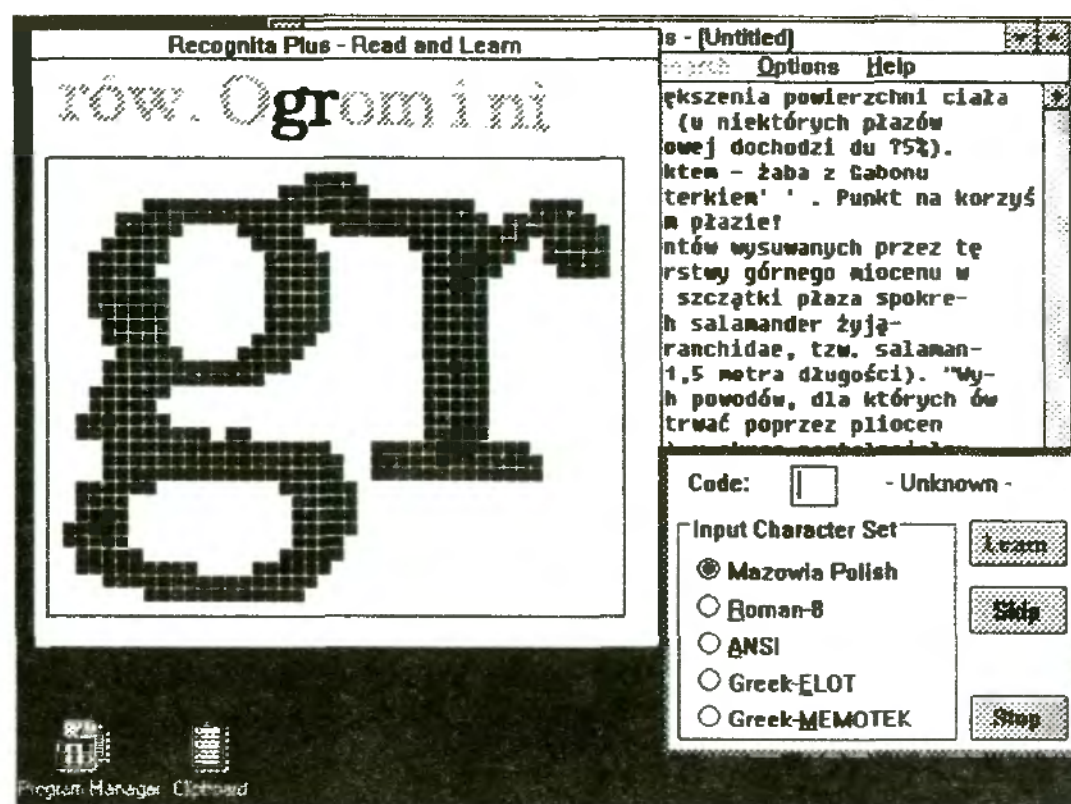 Recognita Plus - Read and Learn
rów. Ogromini
gr
s - [Untitled]
Options Help
ększenia powierzchni ciała
(u niektórych płazów
owej dochodzi du ?5%).
ktem - żaba z Gabonu
terkiem' ' . Punkt na korzyś
m płazie!
ntów wysuwanych przez tę
rstwy górnego miocenu w
szczątki płaza spokre-
h salamander żyją-
ranchidae, tzw. salaman-
1,5 metra długości). "Wy-
h powodów, dla których ów
trwać poprzez pliocen
Code: - Unknown -
Input Character Set
Mazowia Polish
Roman-8
ANSI
Greek-ELOT
Greek-MEMOTEK
Learn
Skip
Stop
Program Manager
Clipboard